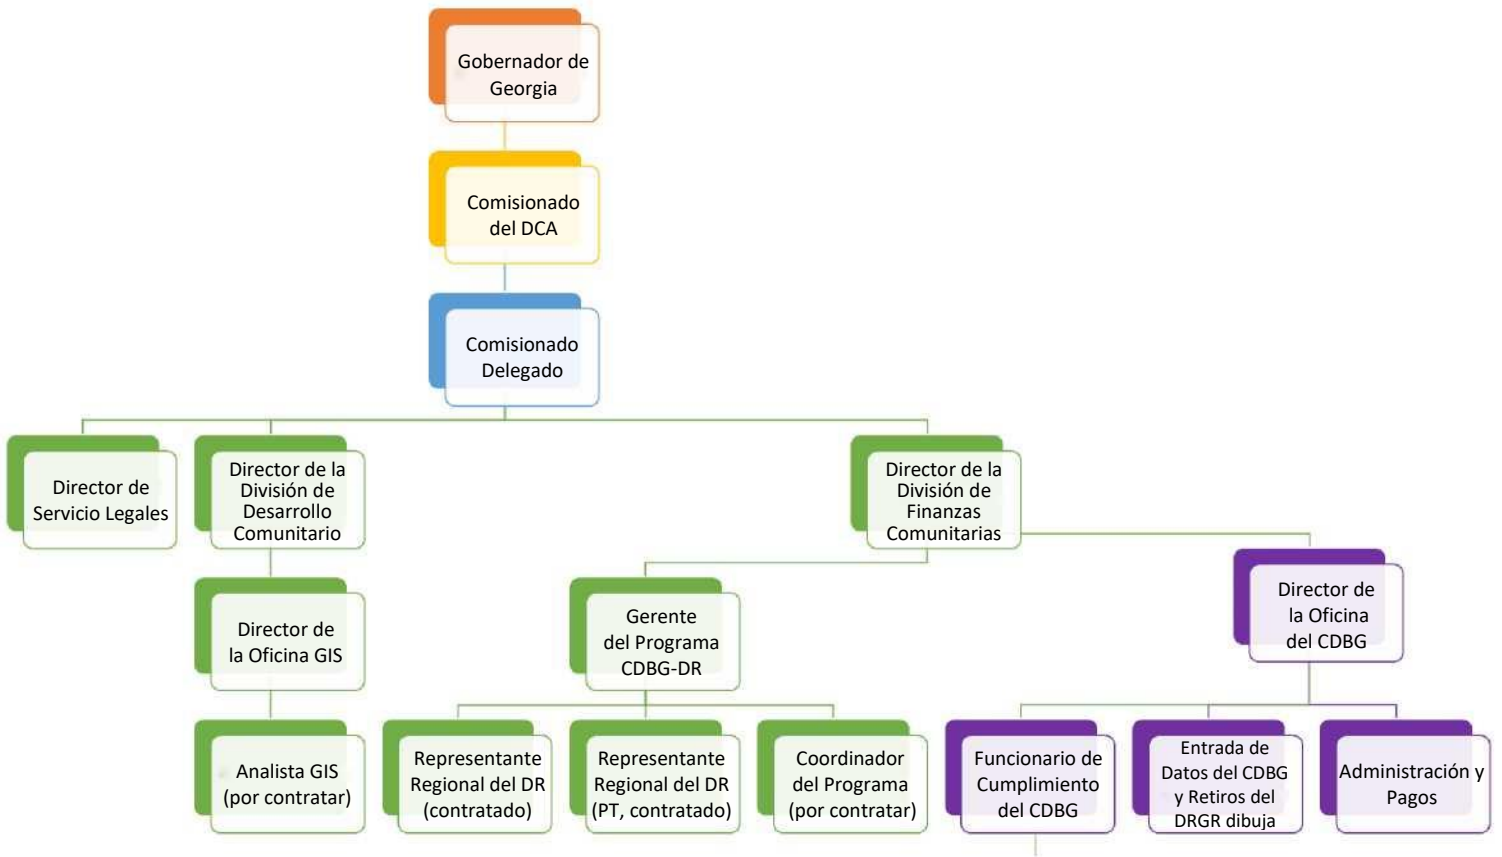 Gobernador de
Georgia
Comisionado
del DCA
Comisionado
Delegado
Director de
Servicio Legales
Director de la
División de
Desarrollo
Comunitario
Director de la
División de
Finanzas
Comunitarias
Director de
la Oficina GIS
Gerente
del Programa
CDBG-DR
Director de
la Oficina
del CDBG
Analista GIS
(por contratar)
Representante
Regional del DR
(contratado)
Representante
Regional del DR
(PT, contratado)
Coordinador
del Programa
(por contratar)
Funcionario de
Cumplimiento
del CDBG
Entrada de
Datos del CDBG
y Retiros del
DRGR dibuja
Administración y
Pagos